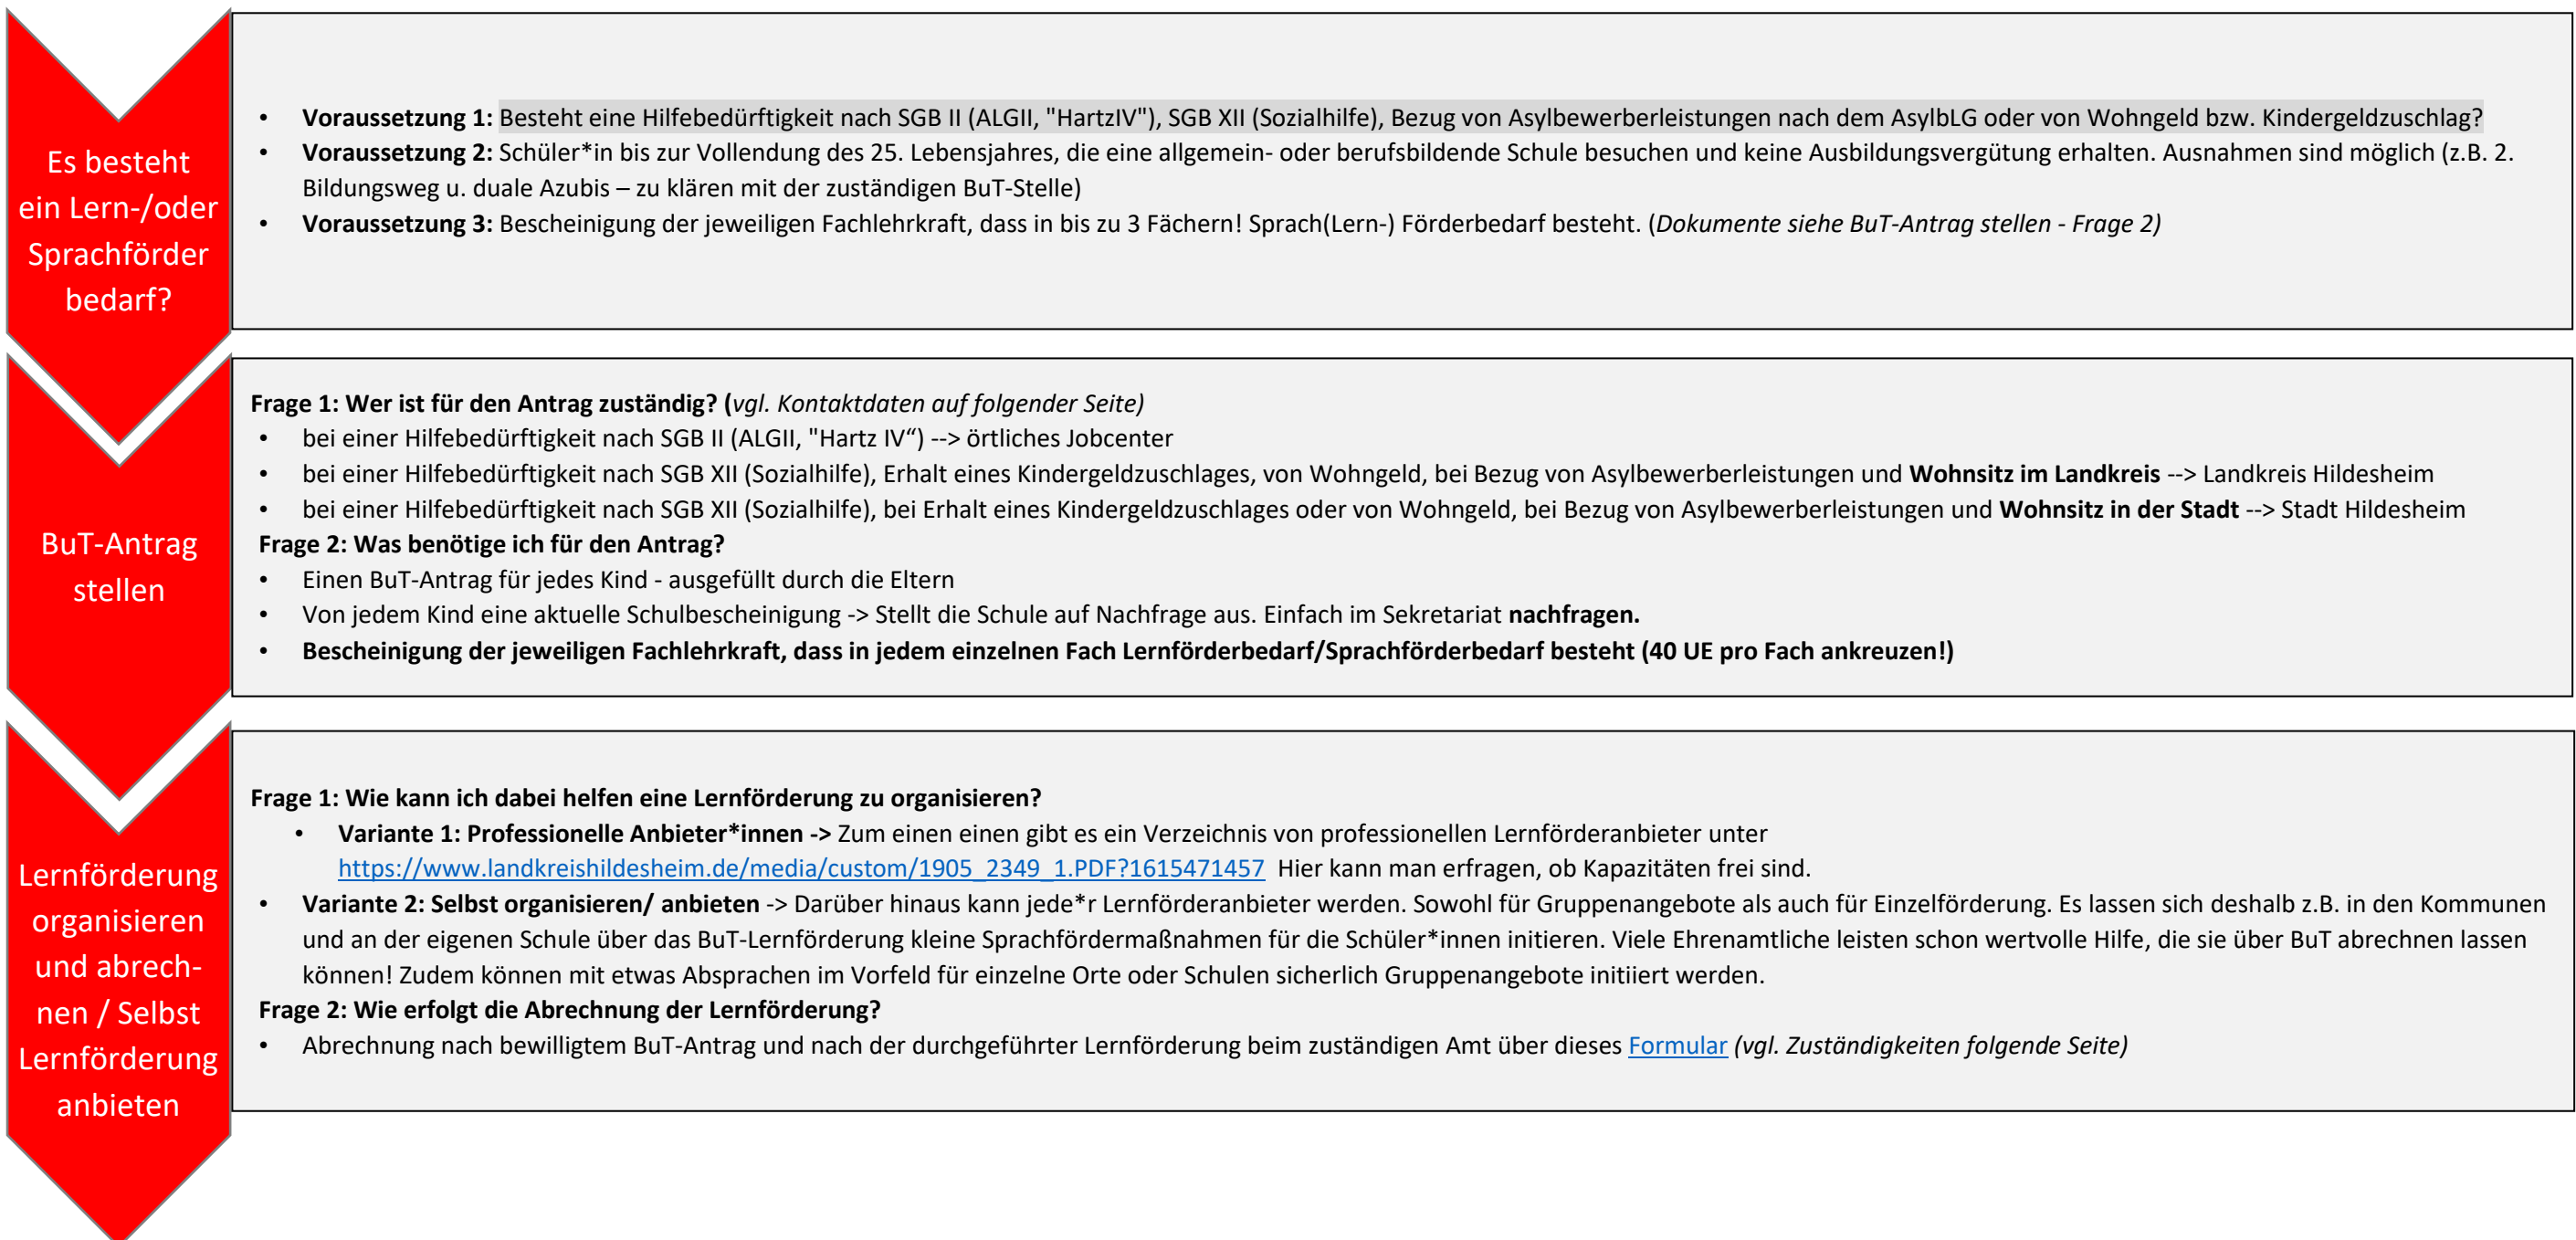 Es besteht
ein Lern-/oder
Sprachförder
bedarf?
• Voraussetzung 1: Besteht eine Hilfebedürftigkeit nach SGB II (ALGII, "HartzIV"), SGB XII (Sozialhilfe), Bezug von Asylbewerberleistungen nach dem AsylbLG oder von Wohngeld bzw. Kindergeldzuschlag?
• Voraussetzung 2: Schüler*in bis zur Vollendung des 25. Lebensjahres, die eine allgemein- oder berufsbildende Schule besuchen und keine Ausbildungsvergütung erhalten. Ausnahmen sind möglich (z.B. 2.
Bildungsweg u. duale Azubis – zu klären mit der zuständigen BuT-Stelle)
• Voraussetzung 3: Bescheinigung der jeweiligen Fachlehrkraft, dass in bis zu 3 Fächern! Sprach(Lern-) Förderbedarf besteht. (Dokumente siehe BuT-Antrag stellen - Frage 2)
BuT-Antrag
stellen
Frage 1: Wer ist für den Antrag zuständig? (vgl. Kontaktdaten auf folgender Seite)
• bei einer Hilfebedürftigkeit nach SGB II (ALGII, "Hartz IV“) --> örtliches Jobcenter
• bei einer Hilfebedürftigkeit nach SGB XII (Sozialhilfe), Erhalt eines Kindergeldzuschlages, von Wohngeld, bei Bezug von Asylbewerberleistungen und Wohnsitz im Landkreis --> Landkreis Hildesheim
• bei einer Hilfebedürftigkeit nach SGB XII (Sozialhilfe), bei Erhalt eines Kindergeldzuschlages oder von Wohngeld, bei Bezug von Asylbewerberleistungen und Wohnsitz in der Stadt --> Stadt Hildesheim
Frage 2: Was benötige ich für den Antrag?
• Einen BuT-Antrag für jedes Kind - ausgefüllt durch die Eltern
• Von jedem Kind eine aktuelle Schulbescheinigung -> Stellt die Schule auf Nachfrage aus. Einfach im Sekretariat nachfragen.
• Bescheinigung der jeweiligen Fachlehrkraft, dass in jedem einzelnen Fach Lernförderbedarf/Sprachförderbedarf besteht (40 UE pro Fach ankreuzen!)
Lernförderung
organisieren
und abrech-
nen / Selbst
Lernförderung
anbieten
Frage 1: Wie kann ich dabei helfen eine Lernförderung zu organisieren?
• Variante 1: Professionelle Anbieter*innen -> Zum einen einen gibt es ein Verzeichnis von professionellen Lernförderanbieter unter
https://www.landkreishildesheim.de/media/custom/1905_2349_1.PDF?1615471457 Hier kann man erfragen, ob Kapazitäten frei sind.
• Variante 2: Selbst organisieren/ anbieten -> Darüber hinaus kann jede*r Lernförderanbieter werden. Sowohl für Gruppenangebote als auch für Einzelförderung. Es lassen sich deshalb z.B. in den Kommunen
und an der eigenen Schule über das BuT-Lernförderung kleine Sprachfördermaßnahmen für die Schüler*innen initieren. Viele Ehrenamtliche leisten schon wertvolle Hilfe, die sie über BuT abrechnen lassen
können! Zudem können mit etwas Absprachen im Vorfeld für einzelne Orte oder Schulen sicherlich Gruppenangebote initiiert werden.
Frage 2: Wie erfolgt die Abrechnung der Lernförderung?
• Abrechnung nach bewilligtem BuT-Antrag und nach der durchgeführter Lernförderung beim zuständigen Amt über dieses Formular (vgl. Zuständigkeiten folgende Seite)